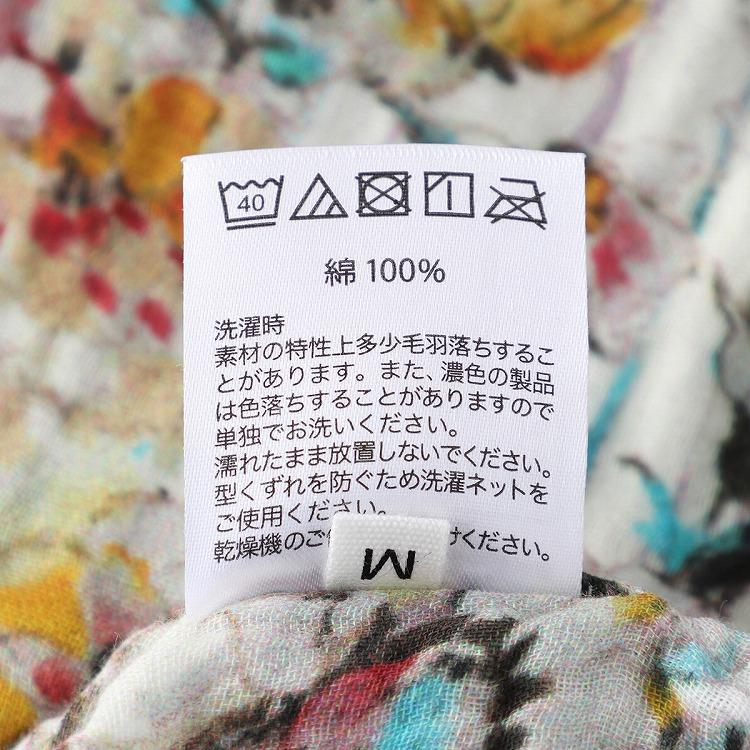 40
綿 100%
洗濯時
素材の特性上多少毛羽落ちするこ
とがあります。また、濃色の製品
は色落ちすることがありますので
単独でお洗いください。
濡れたまま放置しないでください。
型くずれを防ぐため洗濯ネットを
ご使用ください。
乾燥機のご けください。
M